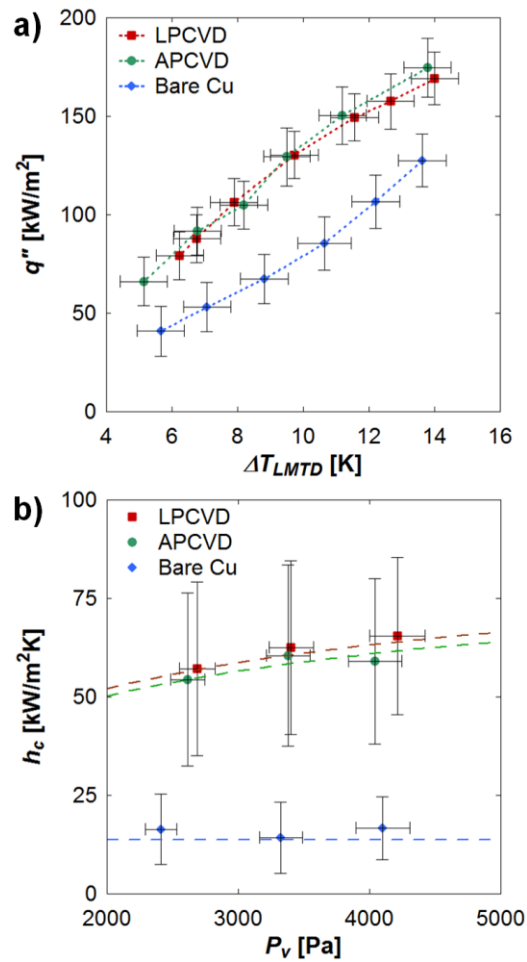 a)
LPCVD
APCVD
Bare Cu
200
150
100
50
0
q" [kW/m²]
4 6 8 10 12 14 16
ΔT_LMTD [K]
b)
LPCVD
APCVD
Bare Cu
100
75
50
25
0
h_c [kW/m²K]
2000 3000 4000 5000
P_v [Pa]